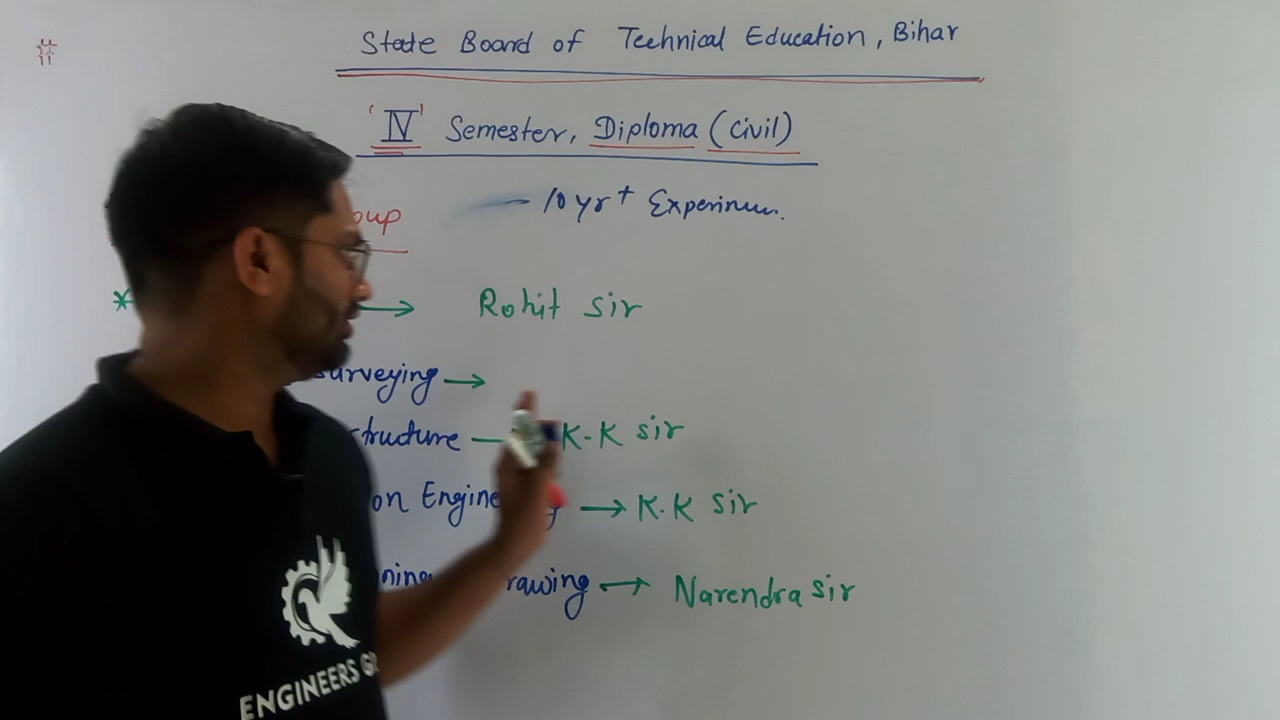 State Board of Technical Education, Bihar
'IV' Semester, Diploma (Civil)
oup
10 yr+
* → Rohit Sir
surveying →
structure — K.K Sir
on Engine → K.K Sir
ning rawing → Narendra Sir
ENGINEERS G